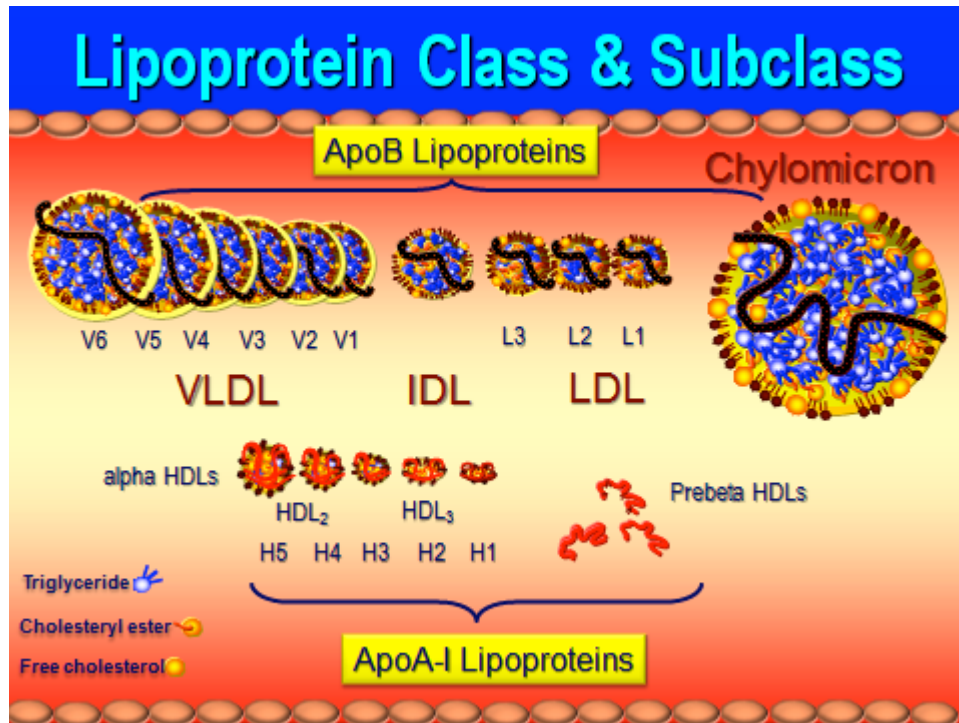 Lipoprotein Class & Subclass
ApoB Lipoproteins
Chylomicron
V6 V5 V4 V3 V2 V1
L3 L2 L1
VLDL IDL LDL
alpha HDLs
Prebeta HDLs
HDL₂ HDL₃
H5 H4 H3 H2 H1
Triglyceride
Cholesteryl ester
Free cholesterol
ApoA-I Lipoproteins